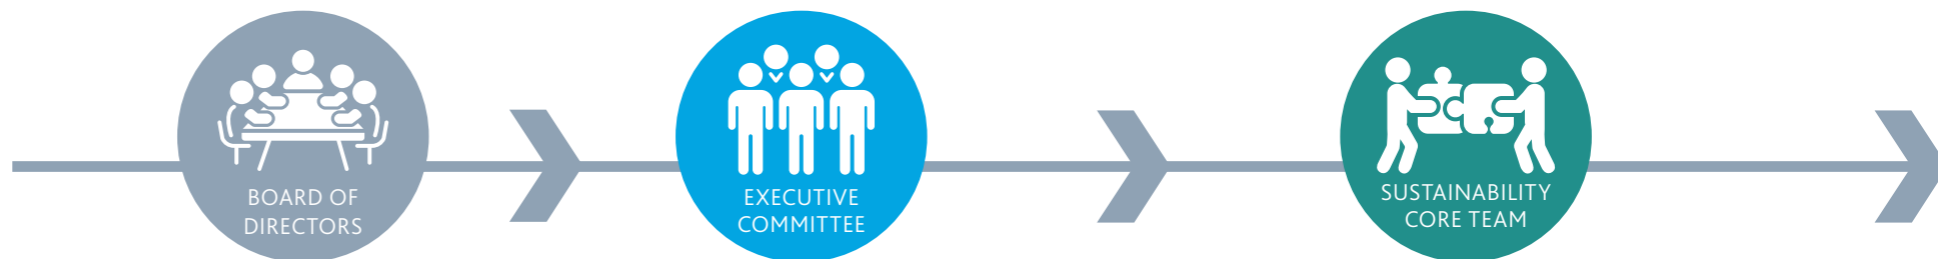 BOARD OF
DIRECTORS
EXECUTIVE
COMMITTEE
SUSTAINABILITY
CORE TEAM